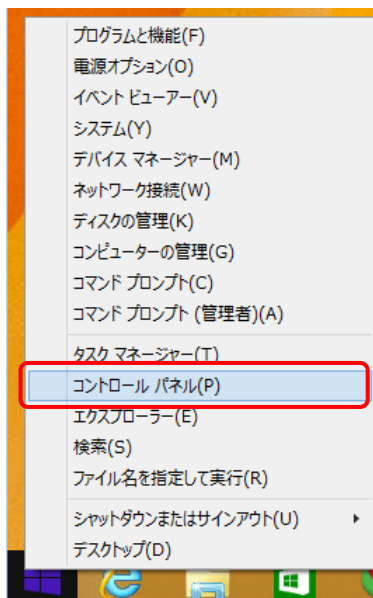 プログラムと機能(F)
電源オプション(O)
イベント ビューアー(V)
システム(Y)
デバイス マネージャー(M)
ネットワーク接続(W)
ディスクの管理(K)
コンピューターの管理(G)
コマンド プロンプト(C)
コマンド プロンプト (管理者)(A)
タスク マネージャー(T)
コントロール パネル(P)
エクスプローラー(E)
検索(S)
ファイル名を指定して実行(R)
シャットダウンまたはサインアウト(U)
デスクトップ(D)